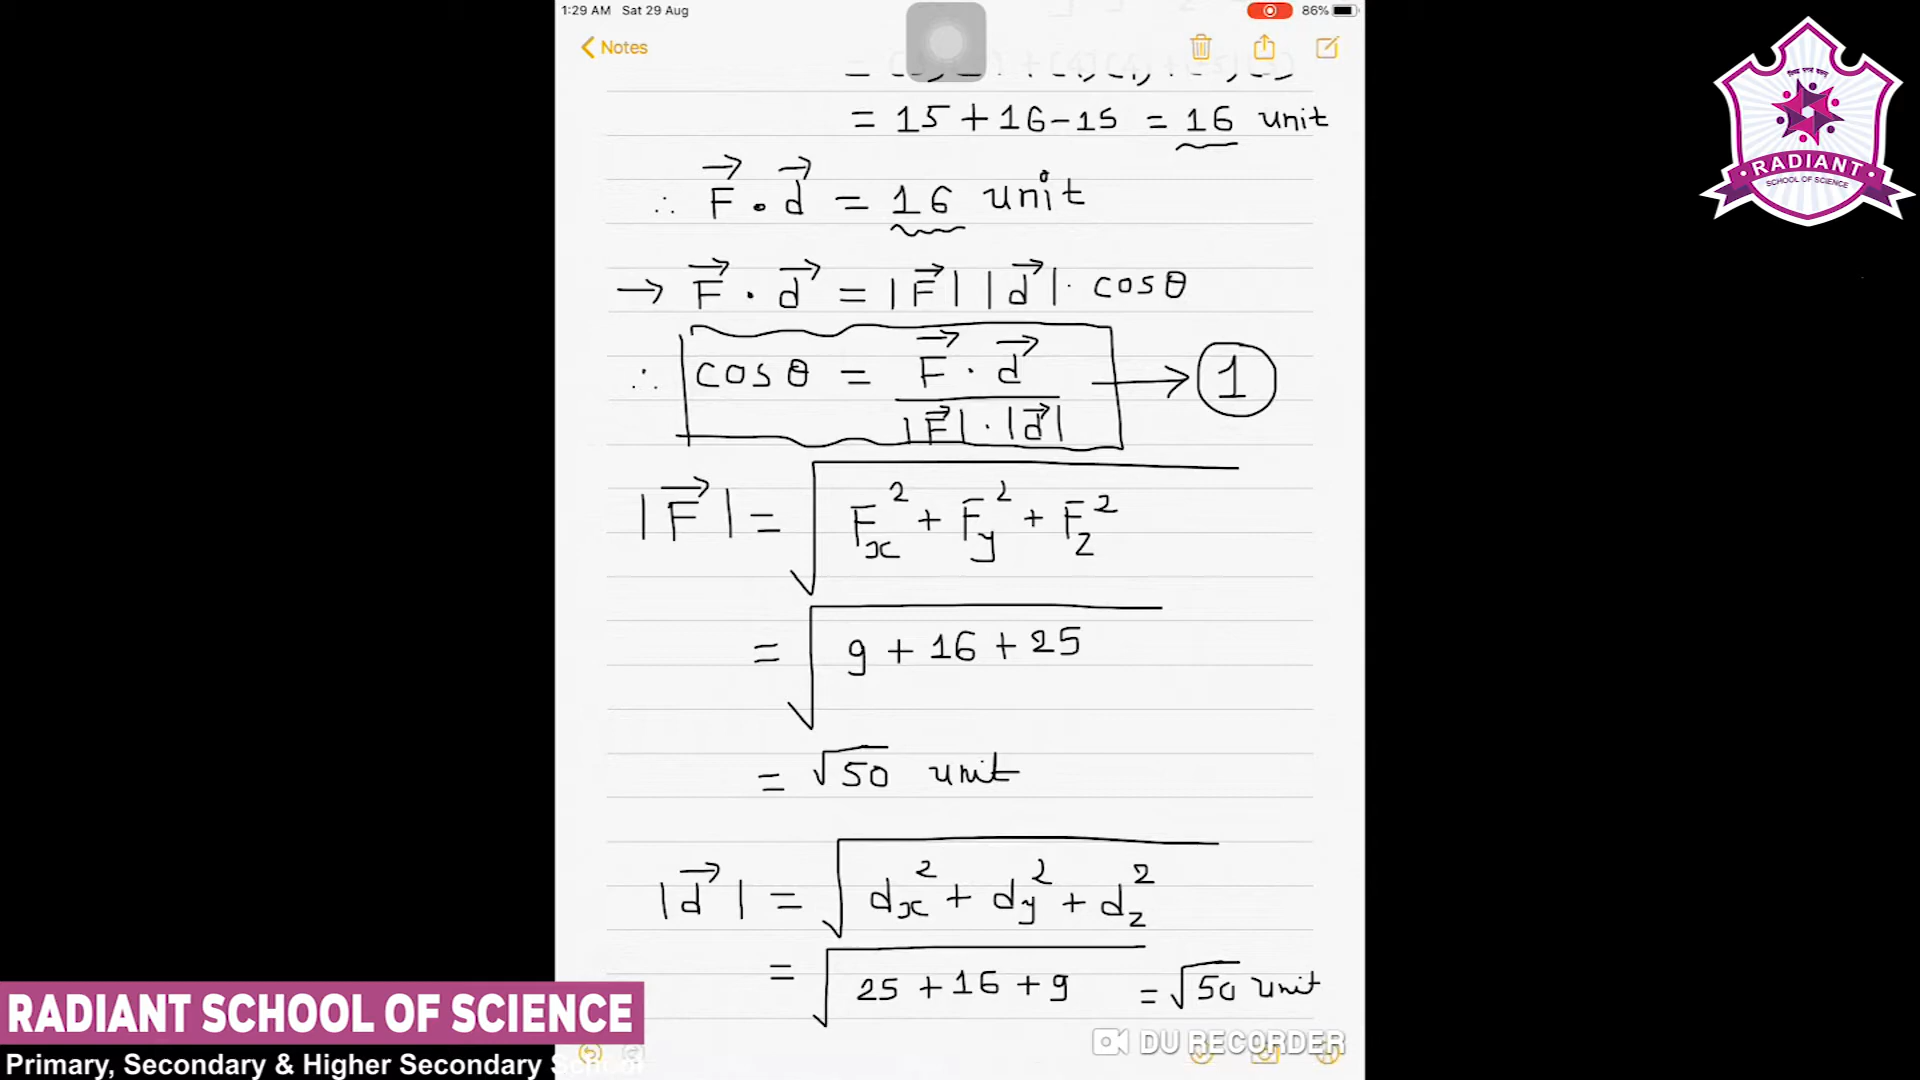 1:29 AM Sat 29 Aug
86%
Notes
= 15 + 16 - 15 = 16 unit
∴ F⃗ · d⃗ = 16 unit
→ F⃗ · d⃗ = |F⃗| |d⃗| · cosθ
∴ cosθ = F⃗ · d⃗ / |F⃗| · |d⃗| → 1
|F⃗| = √(Fx² + Fy² + Fz²)
= √(9 + 16 + 25)
= √50 unit
|d⃗| = √(dx² + dy² + dz²)
= √(25 + 16 + 9) = √50 unit
RADIANT
SCHOOL OF SCIENCE
RADIANT SCHOOL OF SCIENCE
Primary, Secondary & Higher Secondary School
DU RECORDER